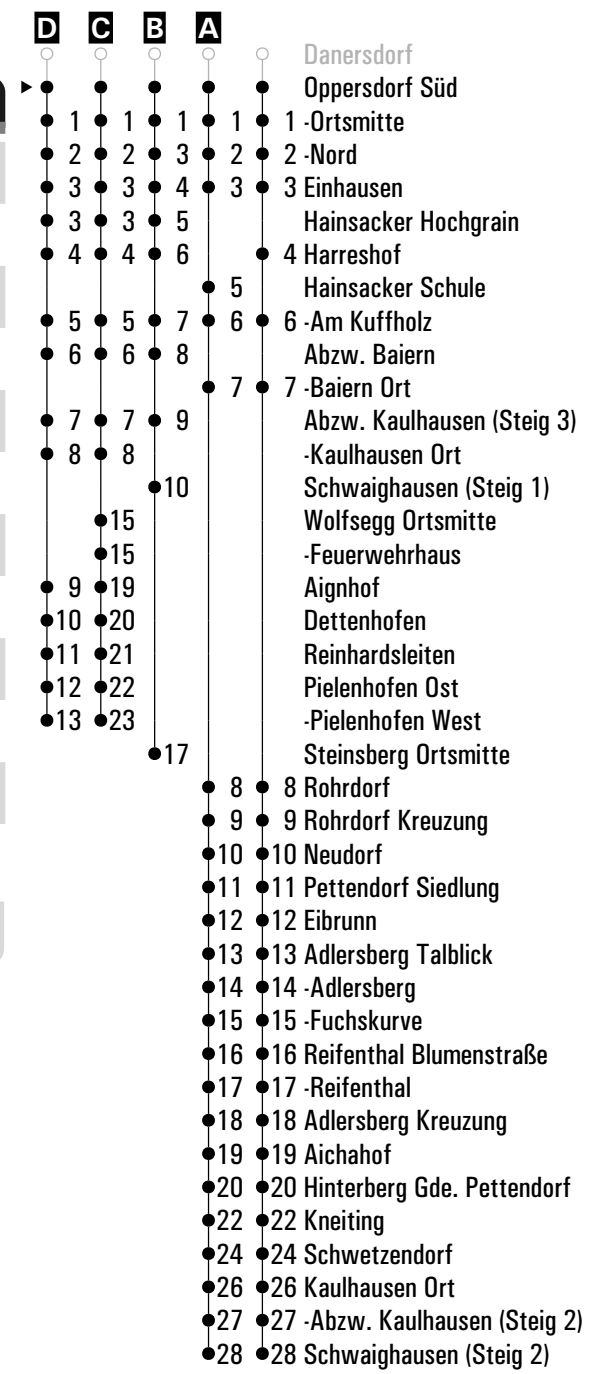 D C B A
Danersdorf
Oppersdorf Süd
1 1 1 1 1 -Ortsmitte
2 2 3 2 2 -Nord
3 3 4 3 3 Einhausen
3 3 5 Hainsacker Hochgrain
4 4 6 4 Harreshof
5 Hainsacker Schule
5 5 7 6 6 -Am Kuffholz
6 6 8 Abzw. Baiern
7 7 -Baiern Ort
7 7 9 Abzw. Kaulhausen (Steig 3)
8 8 -Kaulhausen Ort
10 Schwaighausen (Steig 1)
15 Wolfsegg Ortsmitte
15 -Feuerwehrhaus
9 19 Aignhof
10 20 Dettenhofen
11 21 Reinhardsleiten
12 22 Pielenhofen Ost
13 23 -Pielenhofen West
17 Steinsberg Ortsmitte
8 8 Rohrdorf
9 9 Rohrdorf Kreuzung
10 10 Neudorf
11 11 Pettendorf Siedlung
12 12 Eibrunn
13 13 Adlersberg Talblick
14 14 -Adlersberg
15 15 -Fuchskurve
16 16 Reifenthal Blumenstraße
17 17 -Reifenthal
18 18 Adlersberg Kreuzung
19 19 Aichahof
20 20 Hinterberg Gde. Pettendorf
22 22 Kneiting
24 24 Schwetzendorf
26 26 Kaulhausen Ort
27 27 -Abzw. Kaulhausen (Steig 2)
28 28 Schwaighausen (Steig 2)